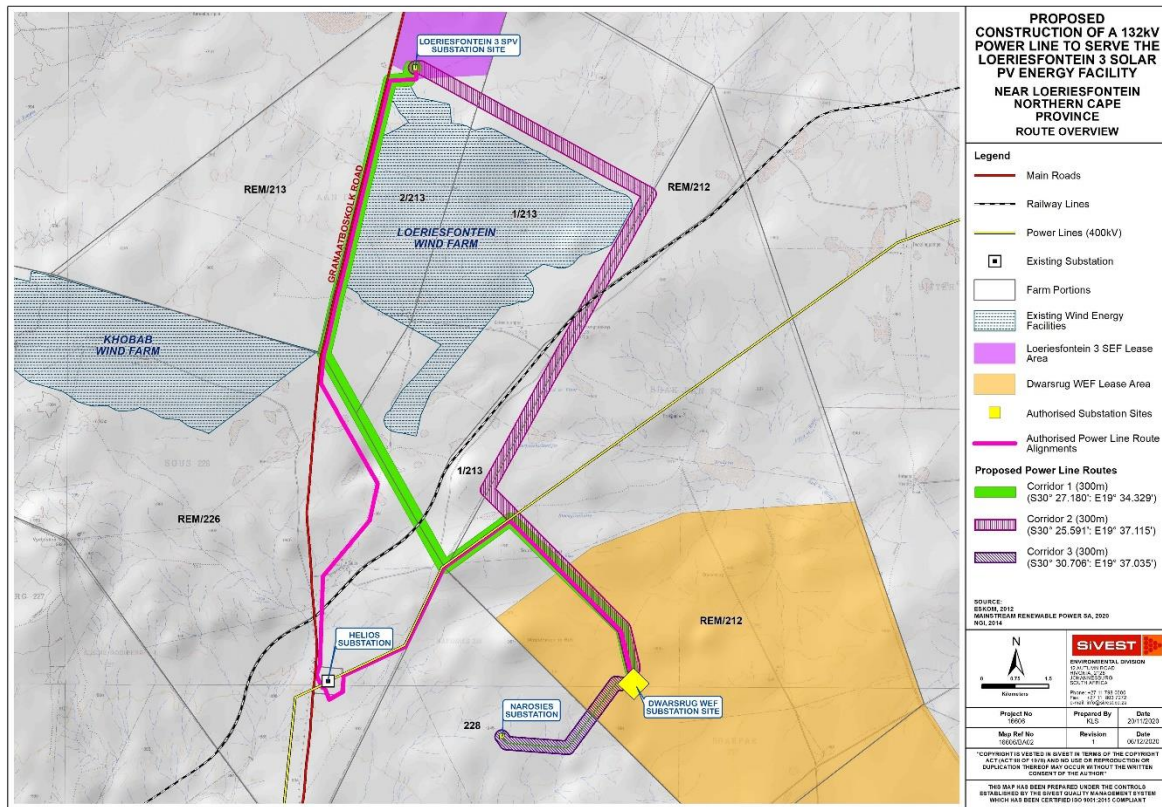 PROPOSED
CONSTRUCTION OF A 132kV
POWER LINE TO SERVE THE
LOERIESFONTEIN 3 SOLAR
PV ENERGY FACILITY
NEAR LOERIESFONTEIN
NORTHERN CAPE
PROVINCE
ROUTE OVERVIEW
Legend
Main Roads
Railway Lines
Power Lines (400kV)
Existing Substation
Farm Portions
Existing Wind Energy
Facilities
Loeriesfontein 3 SEF Lease
Area
Dwarsrug WEF Lease Area
Authorised Substation Sites
Authorised Power Line Route
Alignments
Proposed Power Line Routes
Corridor 1 (300m)
(S30° 27.180'; E19° 34.329')
Corridor 2 (300m)
(S30° 25.591'; E19° 37.115')
Corridor 3 (300m)
(S30° 30.706'; E19° 37.035')
SOURCE:
ESKOM, 2012
MAINSTREAM RENEWABLE POWER SA, 2020
NGI, 2014
N
0 0.75 1.5
Kilometers
SiVEST
ENVIRONMENTAL DIVISION
JOHANNESBURG
SOUTH AFRICA
Project No
16606
Prepared By
KLS
Date
20/11/2020
Map Ref No
16606/BA02
Revision
1
Date
06/12/2020
"COPYRIGHT IS VESTED IN SiVEST IN TERMS OF THE COPYRIGHT
ACT (ACT 98 OF 1978) AND NO USE OR REPRODUCTION OR
DUPLICATION THEREOF MAY OCCUR WITHOUT THE WRITTEN
CONSENT OF THE AUTHOR"
THIS MAP HAS BEEN PREPARED UNDER THE CONTROLS
ESTABLISHED BY THE SiVEST QUALITY MANAGEMENT SYSTEM
WHICH HAS BEEN CERTIFIED ISO 9001:2015 COMPLIANT
LOERIESFONTEIN 3 SPV
SUBSTATION SITE
REM/213
REM/212
2/213
1/213
GRANAATBOSKOLK ROAD
LOERIESFONTEIN
WIND FARM
KHOBAB
WIND FARM
1/213
REM/226
REM/212
HELIOS
SUBSTATION
NAROSIES
SUBSTATION
DWARSRUG WEF
SUBSTATION SITE
228